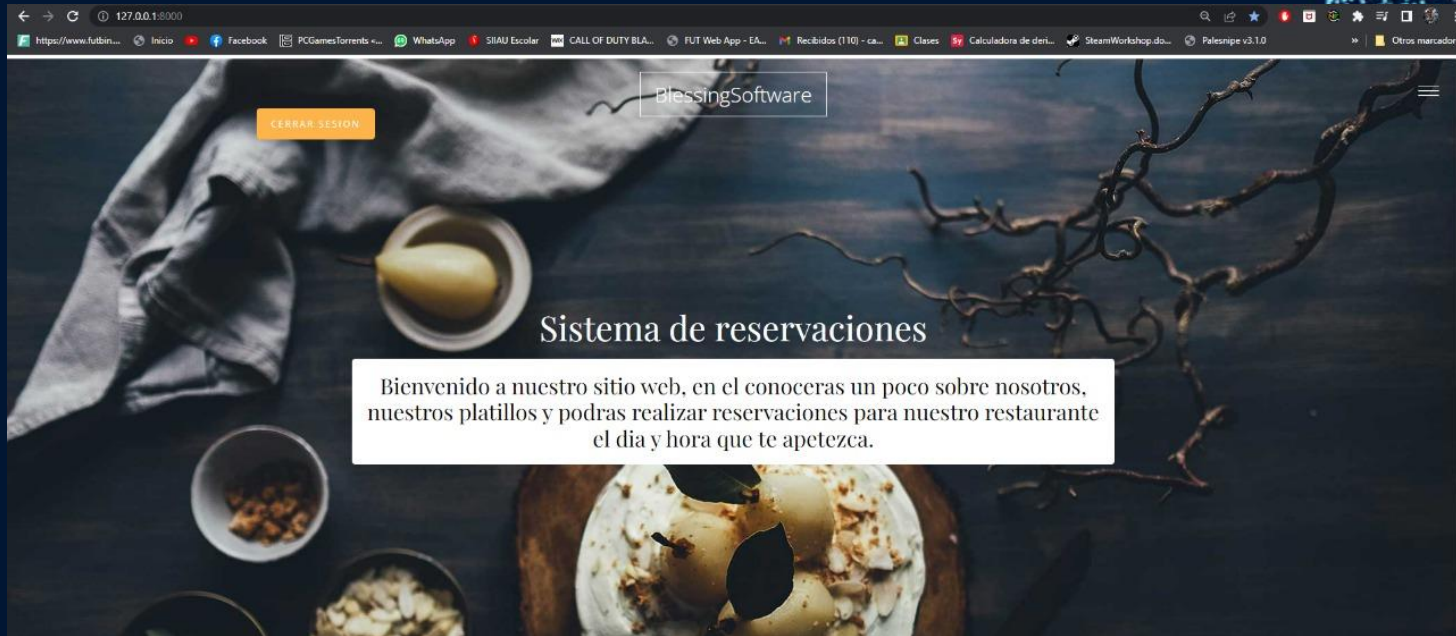 127.0.0.1:8000
https://www.futbin.... Inicio Facebook PCGamesTorrents «... WhatsApp SIIAU Escolar CALL OF DUTY BLA... FUT Web App - EA... Recibidos (110) - ca... Clases Calculadora de deri... SteamWorkshop.do... Palesnipe v3.1.0 » Otros marcador
BlessingSoftware
CERRAR SESION
Sistema de reservaciones
Bienvenido a nuestro sitio web, en el conoceras un poco sobre nosotros,
nuestros platillos y podras realizar reservaciones para nuestro restaurante
el dia y hora que te apetezca.